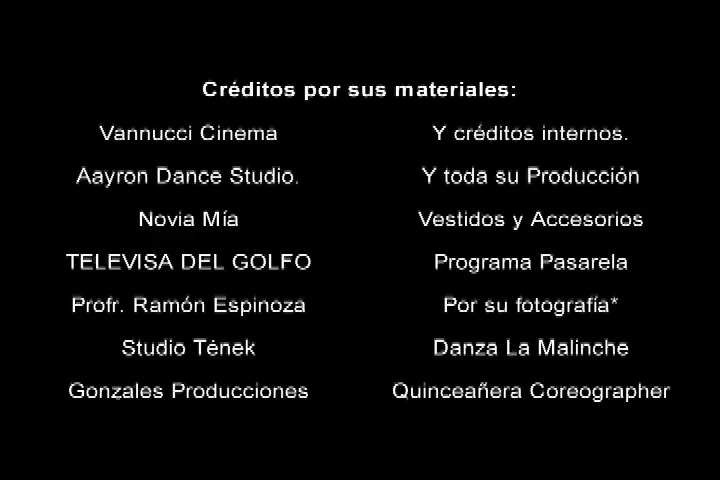 Créditos por sus materiales:
Vannucci Cinema Y créditos internos.
Aayron Dance Studio. Y toda su Producción
Novia Mía Vestidos y Accesorios
TELEVISA DEL GOLFO Programa Pasarela
Profr. Ramón Espinoza Por su fotografía*
Studio Tének Danza La Malinche
Gonzales Producciones Quinceañera Coreographer